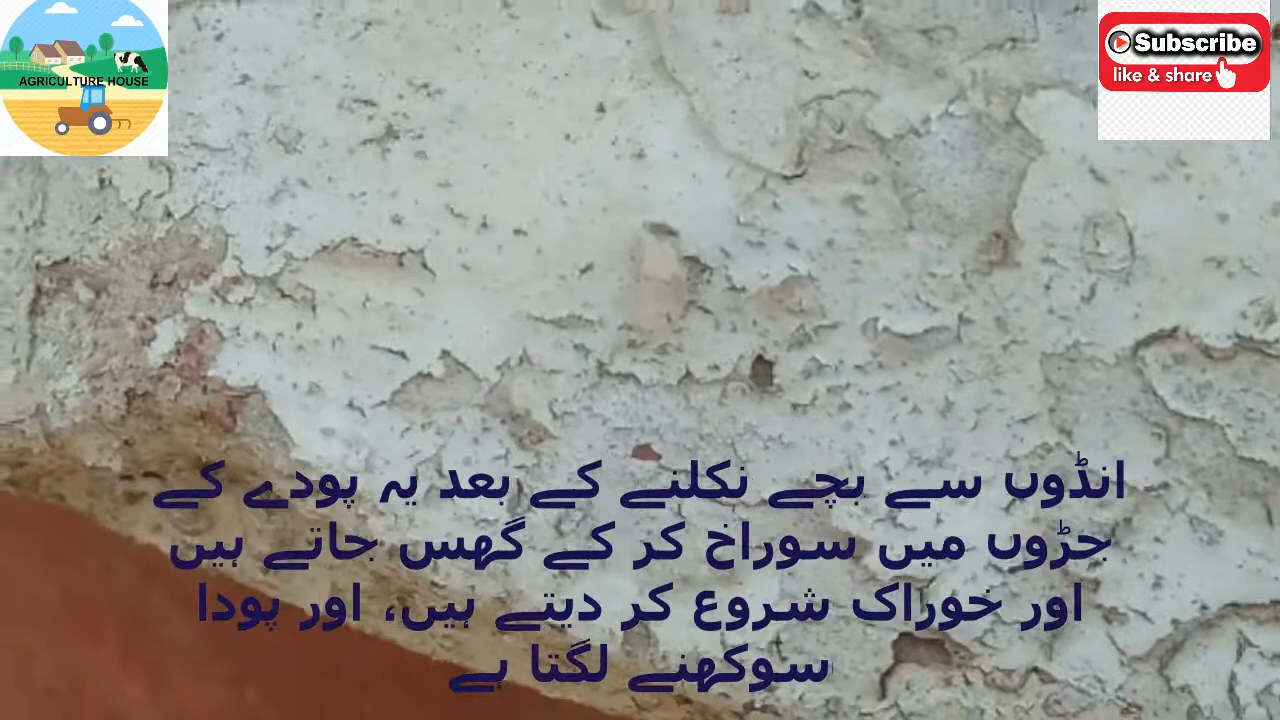 AGRICULTURE HOUSE
Subscribe
like & share
انڈوں سے بچے نکلنے کے بعد یہ پودے کے
جڑوں میں سوراخ کر کے گھس جاتے ہیں
اور خوراک شروع کر دیتے ہیں، اور پودا
سوکھنے لگتا ہے